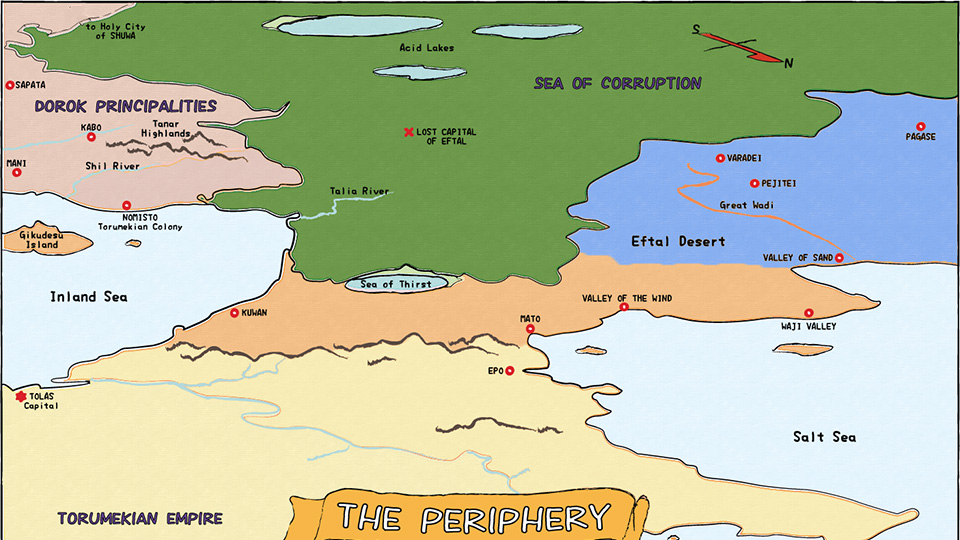 to Holy City
of SHUWA
S
N
Acid Lakes
SAPATA
SEA OF CORRUPTION
DOROK PRINCIPALITIES
KABO
Tanar
Highlands
LOST CAPITAL
OF EFTAL
PAGASE
MANI
Shil River
VARADEI
PEJITEI
Talia River
Great Wadi
NOMISTO
Torumekian Colony
Gikudesu
Island
Eftal Desert
VALLEY OF SAND
Sea of Thirst
Inland Sea
VALLEY OF THE WIND
KUWAN
MATO
WAJI VALLEY
EPO
TOLAS
Capital
Salt Sea
TORUMEKIAN EMPIRE
THE PERIPHERY